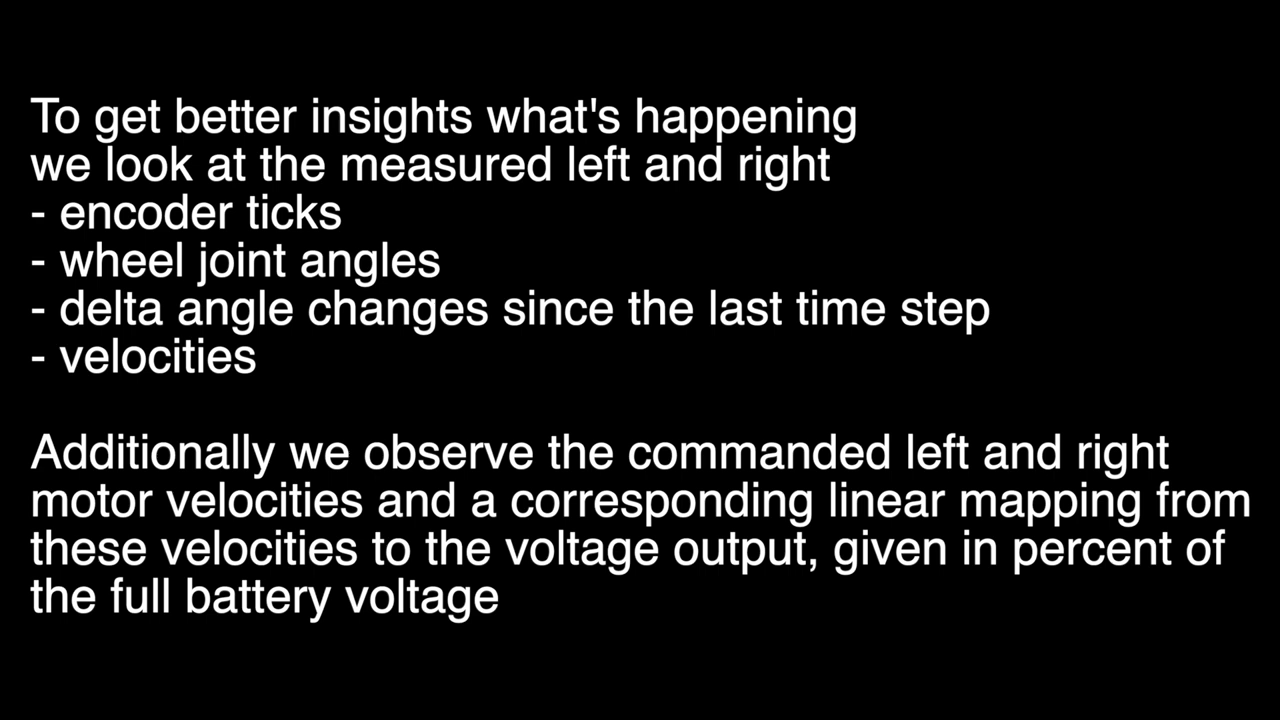 To get better insights what's happening
we look at the measured left and right
- encoder ticks
- wheel joint angles
- delta angle changes since the last time step
- velocities
Additionally we observe the commanded left and right
motor velocities and a corresponding linear mapping from
these velocities to the voltage output, given in percent of
the full battery voltage